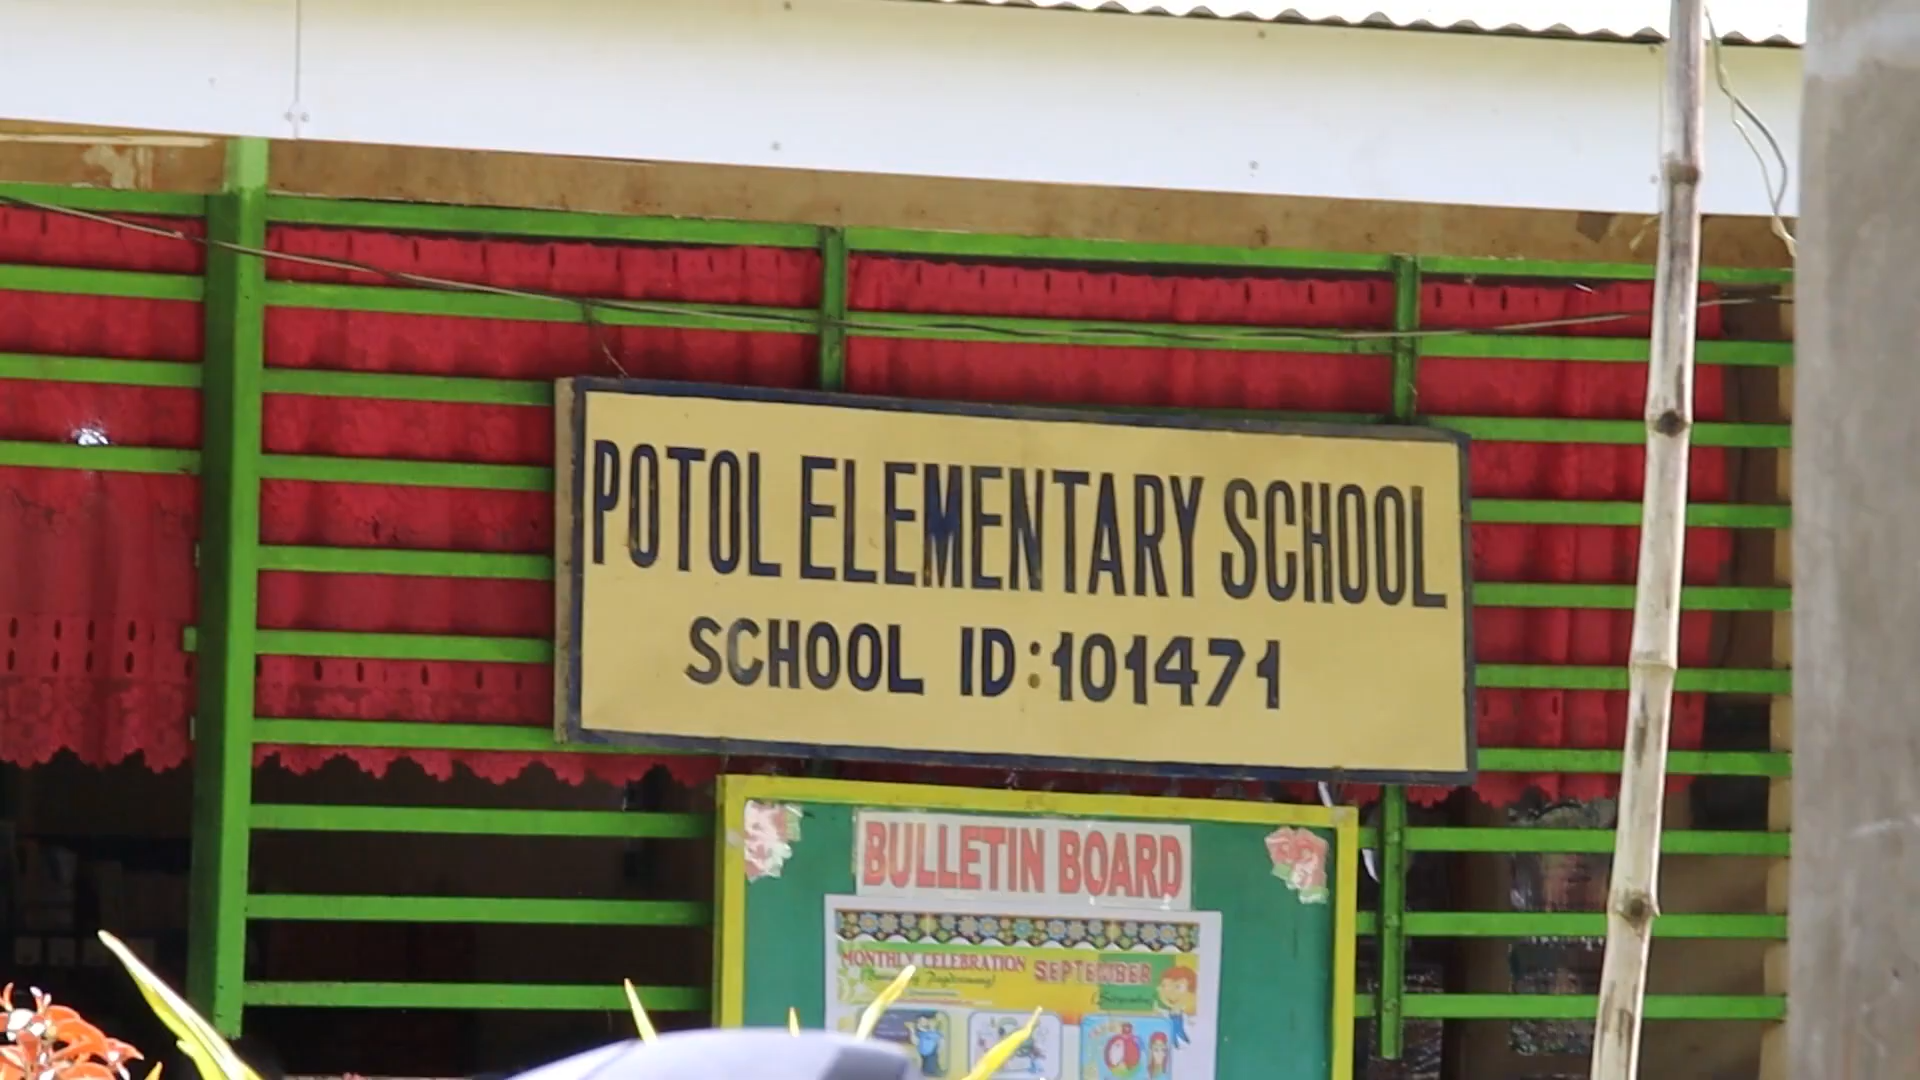 POTOL ELEMENTARY SCHOOL
SCHOOL ID:101471
BULLETIN BOARD
MONTHLY CELEBRATION SEPTEMBER